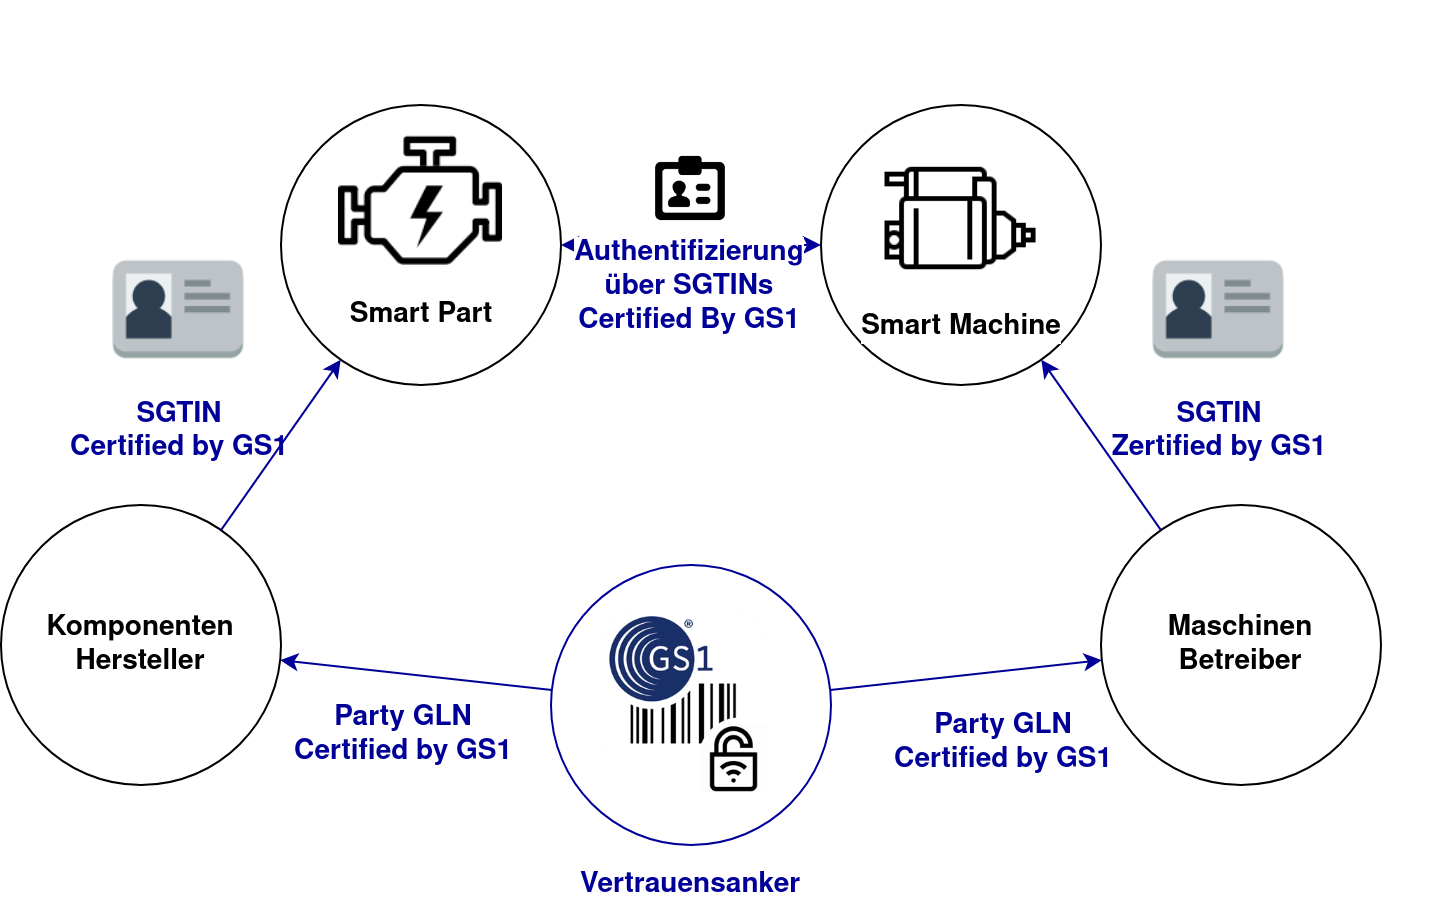 Smart Part
Authentifizierung
über SGTINs
Certified By GS1
Smart Machine
SGTIN
Certified by GS1
SGTIN
Zertified by GS1
Komponenten
Hersteller
GS1
®
Maschinen
Betreiber
Party GLN
Certified by GS1
Party GLN
Certified by GS1
Vertrauensanker